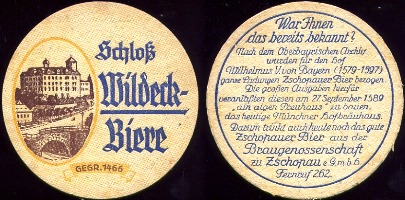 Schloß
Wildeck-
Biere
GEGR. 1466
War Ihnen
das bereits bekannt?
Nach dem Oberbayrischen Archiv
wurden für den Hof
Wilhelmus V. von Bayern (1579-1597)
ganze Ladungen Zschopauer Bier bezogen.
Die großen Ausgaben hiefür
veranlaßten diesen am 27. September 1589
"ain aigen Preuhaus" zu bauen,
das heutige Münchner Hofbräuhaus.
Darum trinkt auch heute noch das gute
Zschopauer Bier aus der
Braugenossenschaft
zu Zschopau e.G.m.b.H.
Fernruf 262.